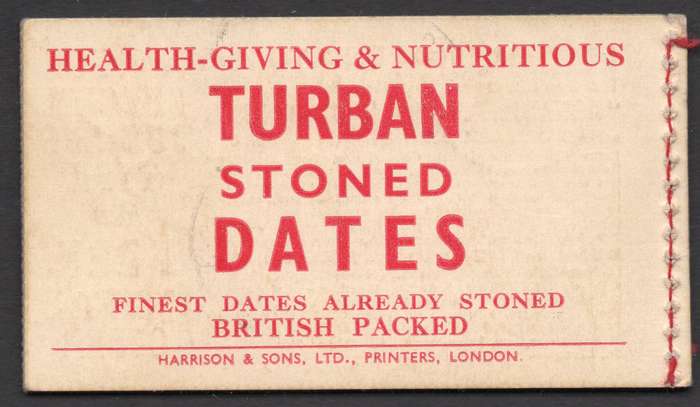 HEALTH-GIVING & NUTRITIOUS
TURBAN
STONED
DATES
FINEST DATES ALREADY STONED
BRITISH PACKED
HARRISON & SONS, LTD., PRINTERS, LONDON.